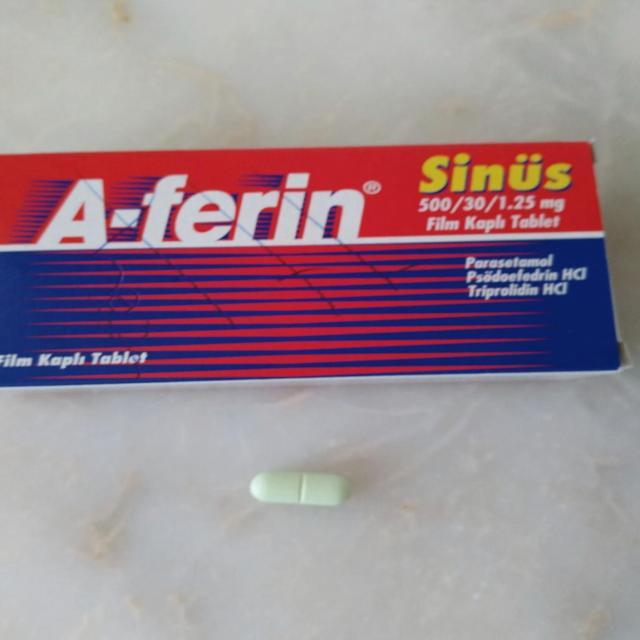 A-ferin®
Sinüs
500/30/1.25 mg
Film Kaplı Tablet
Parasetamol
Psödoefedrin HCl
Triprolidin HCl
Film Kaplı Tablet